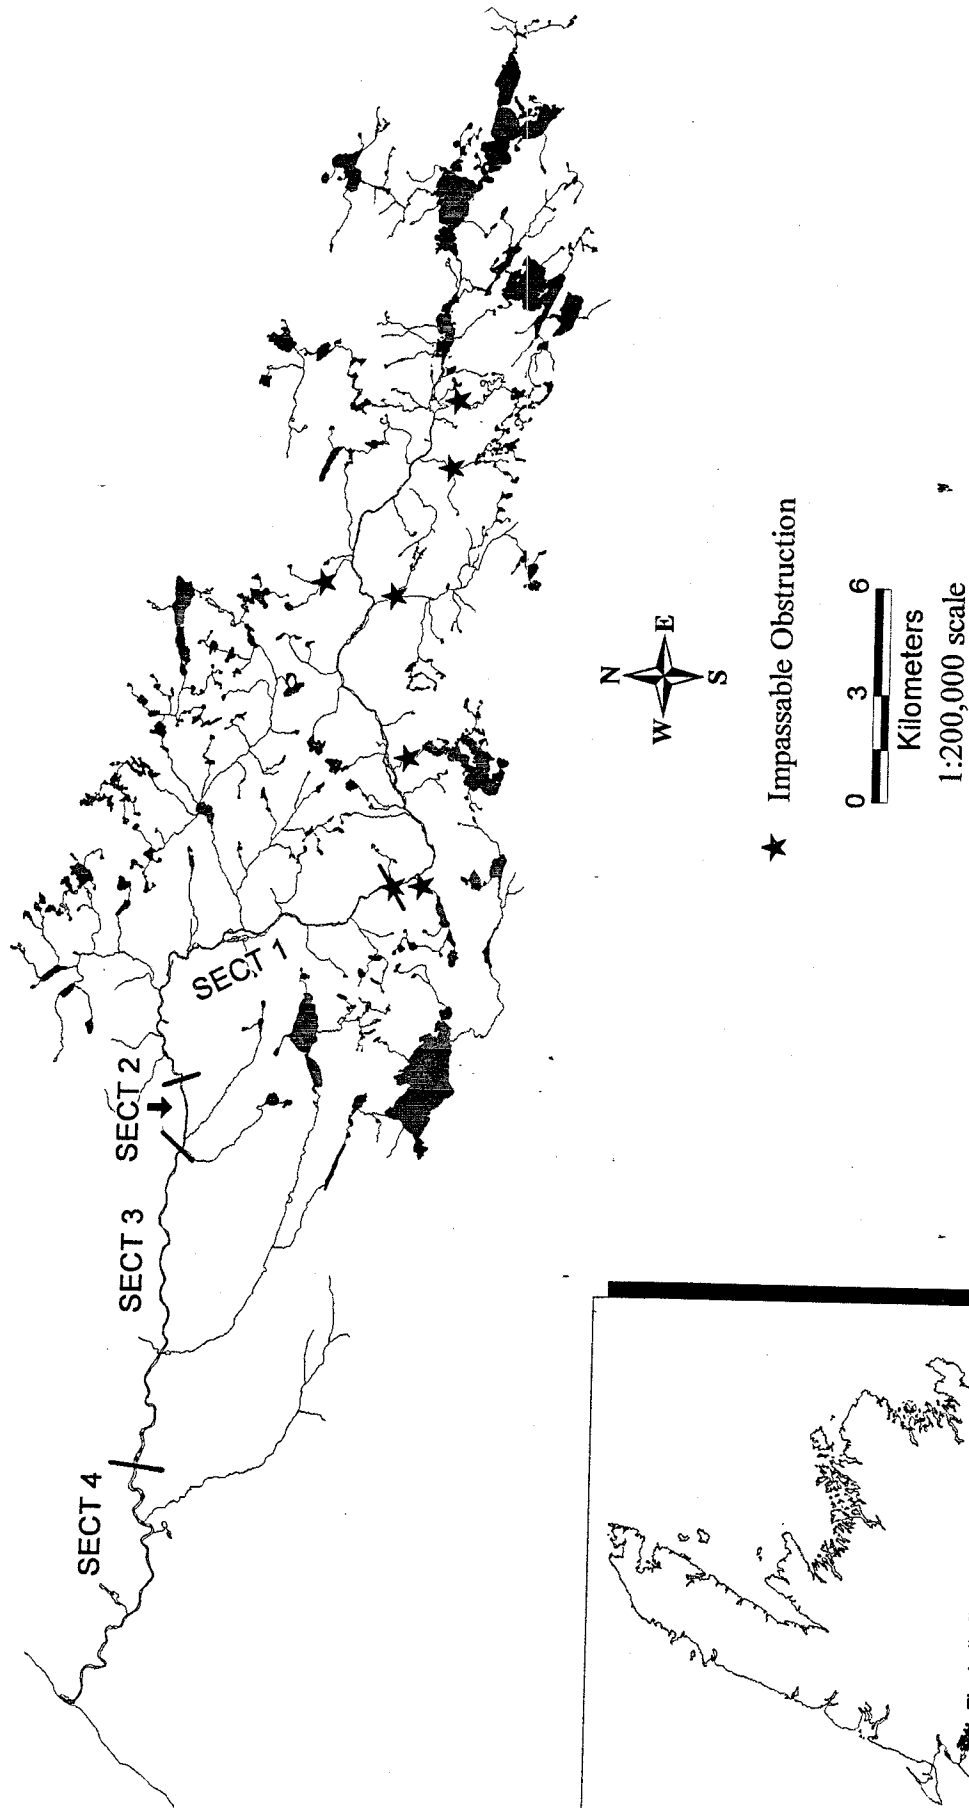 SECT 1
SECT 2
SECT 3
SECT 4
N
W
E
S
Impassable Obstruction
0 3 6
Kilometers
1:200,000 scale